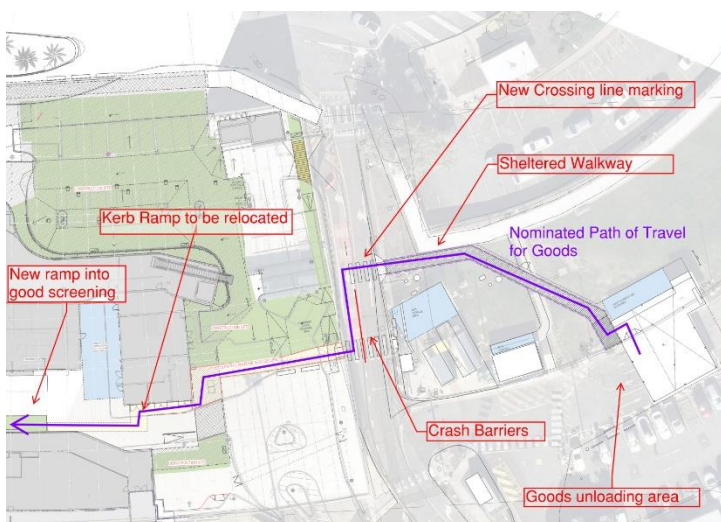 New Crossing line marking
Sheltered Walkway
Kerb Ramp to be relocated
Nominated Path of Travel
for Goods
New ramp into
good screening
Crash Barriers
Goods unloading area